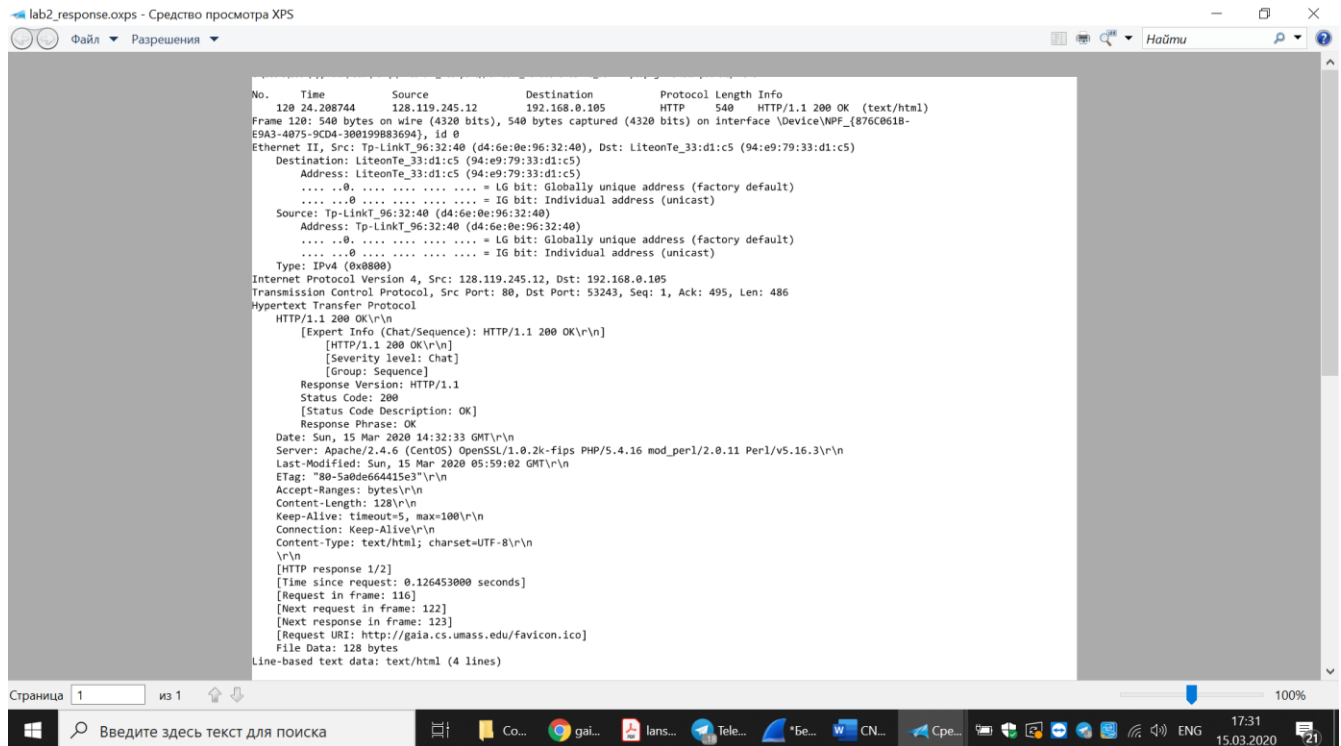 lab2_response.oxps - Средство просмотра XPS
Файл Разрешения Найти
No. Time Source Destination Protocol Length Info
120 24.208744 128.119.245.12 192.168.0.105 HTTP 540 HTTP/1.1 200 OK (text/html)
Frame 120: 540 bytes on wire (4320 bits), 540 bytes captured (4320 bits) on interface \Device\NPF_{876C061B-
E9A3-4075-9CD4-300199B83694}, id 0
Ethernet II, Src: Tp-LinkT_96:32:40 (d4:6e:0e:96:32:40), Dst: LiteonTe_33:d1:c5 (94:e9:79:33:d1:c5)
Destination: LiteonTe_33:d1:c5 (94:e9:79:33:d1:c5)
Address: LiteonTe_33:d1:c5 (94:e9:79:33:d1:c5)
.... ..0. .... .... .... .... = LG bit: Globally unique address (factory default)
.... ...0 .... .... .... .... = IG bit: Individual address (unicast)
Source: Tp-LinkT_96:32:40 (d4:6e:0e:96:32:40)
Address: Tp-LinkT_96:32:40 (d4:6e:0e:96:32:40)
.... ..0. .... .... .... .... = LG bit: Globally unique address (factory default)
.... ...0 .... .... .... .... = IG bit: Individual address (unicast)
Type: IPv4 (0x0800)
Internet Protocol Version 4, Src: 128.119.245.12, Dst: 192.168.0.105
Transmission Control Protocol, Src Port: 80, Dst Port: 53243, Seq: 1, Ack: 495, Len: 486
Hypertext Transfer Protocol
HTTP/1.1 200 OK\r\n
[Expert Info (Chat/Sequence): HTTP/1.1 200 OK\r\n]
[HTTP/1.1 200 OK\r\n]
[Severity level: Chat]
[Group: Sequence]
Response Version: HTTP/1.1
Status Code: 200
[Status Code Description: OK]
Response Phrase: OK
Date: Sun, 15 Mar 2020 14:32:33 GMT\r\n
Server: Apache/2.4.6 (CentOS) OpenSSL/1.0.2k-fips PHP/5.4.16 mod_perl/2.0.11 Perl/v5.16.3\r\n
Last-Modified: Sun, 15 Mar 2020 05:59:02 GMT\r\n
ETag: "80-5a0de664415e3"\r\n
Accept-Ranges: bytes\r\n
Content-Length: 128\r\n
Keep-Alive: timeout=5, max=100\r\n
Connection: Keep-Alive\r\n
Content-Type: text/html; charset=UTF-8\r\n
\r\n
[HTTP response 1/2]
[Time since request: 0.126453000 seconds]
[Request in frame: 116]
[Next request in frame: 122]
[Next response in frame: 123]
[Request URI: http://gaia.cs.umass.edu/favicon.ico]
File Data: 128 bytes
Line-based text data: text/html (4 lines)
Страница 1 из 1 100%
Введите здесь текст для поиска Co... gai... lans... Tele... *Бе... CN... Сре... ENG 17:31
15.03.2020 21